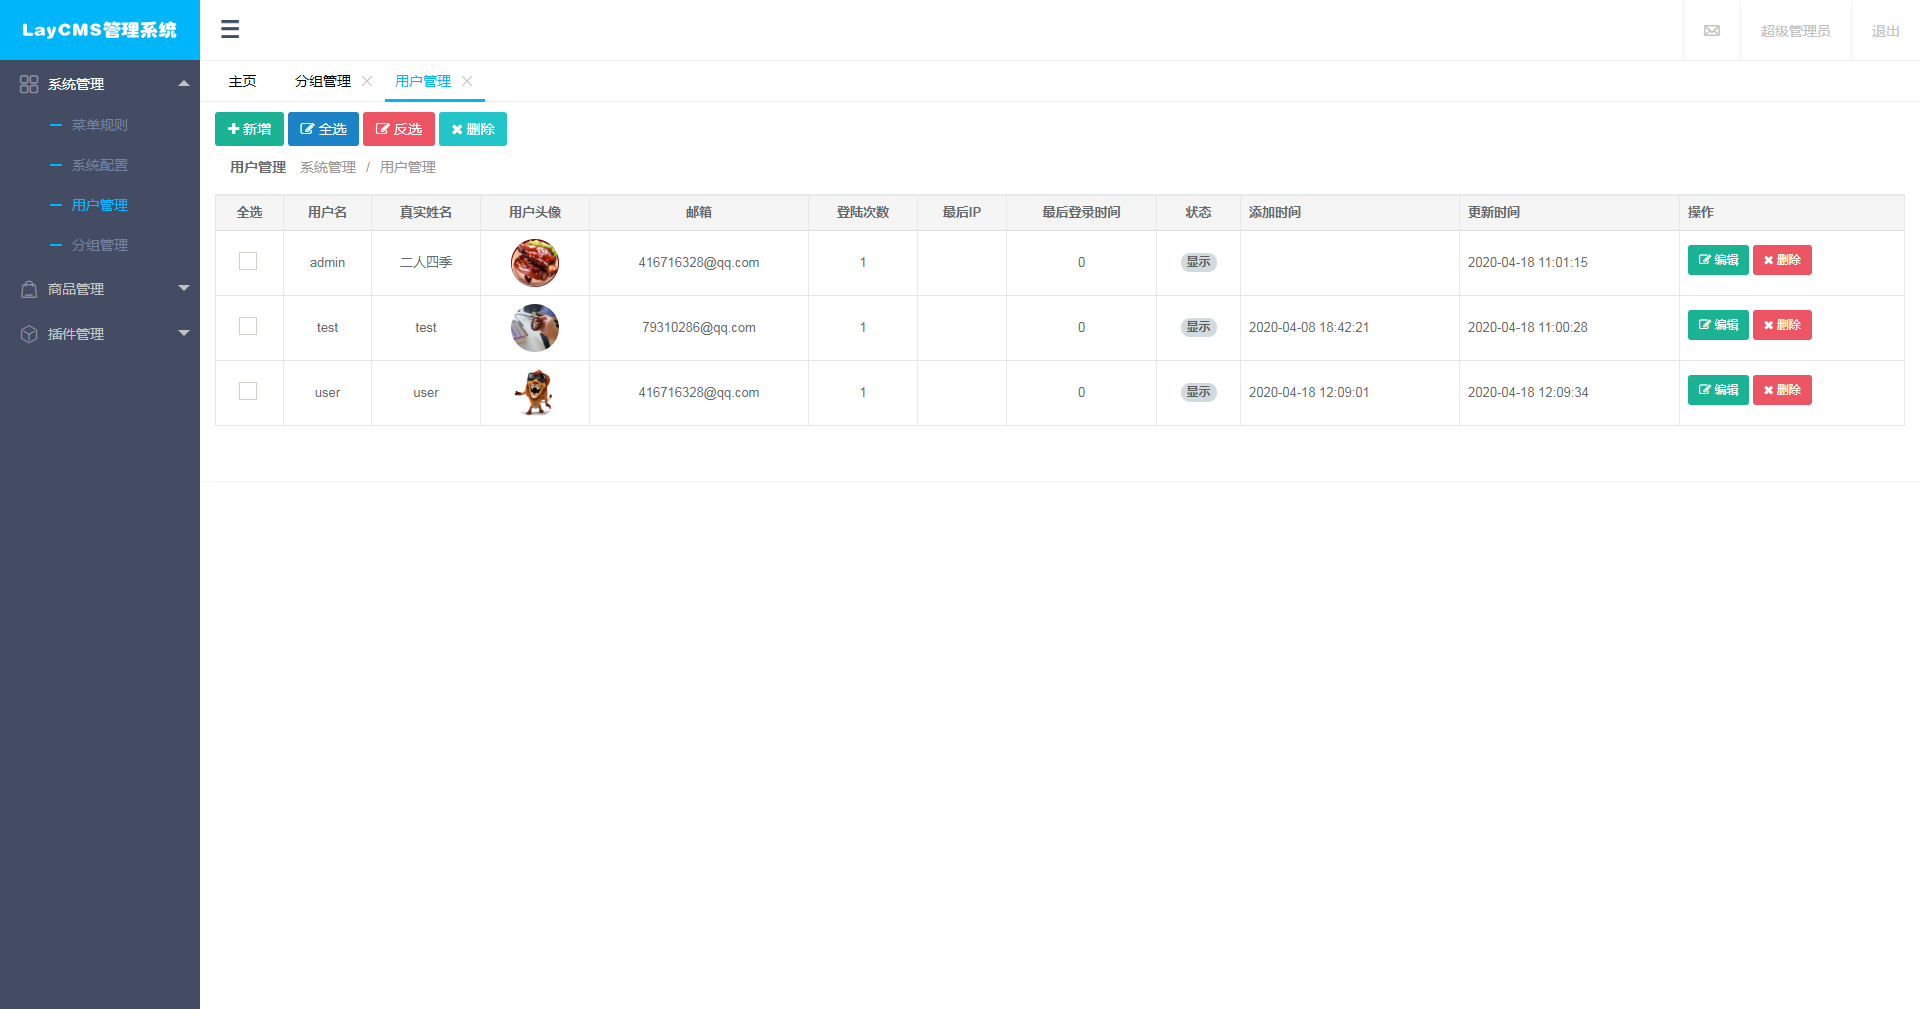 LayCMS管理系统
超级管理员 退出
系统管理
菜单规则
系统配置
用户管理
分组管理
商品管理
插件管理
主页 分组管理 用户管理
新增 全选 反选 删除
用户管理 系统管理 / 用户管理
全选 用户名 真实姓名 用户头像 邮箱 登陆次数 最后IP 最后登录时间 状态 添加时间 更新时间 操作
admin 二人四季 416716328@qq.com 1 0 显示 2020-04-18 11:01:15 编辑 删除
test test 79310286@qq.com 1 0 显示 2020-04-08 18:42:21 2020-04-18 11:00:28 编辑 删除
user user 416716328@qq.com 1 0 显示 2020-04-18 12:09:01 2020-04-18 12:09:34 编辑 删除